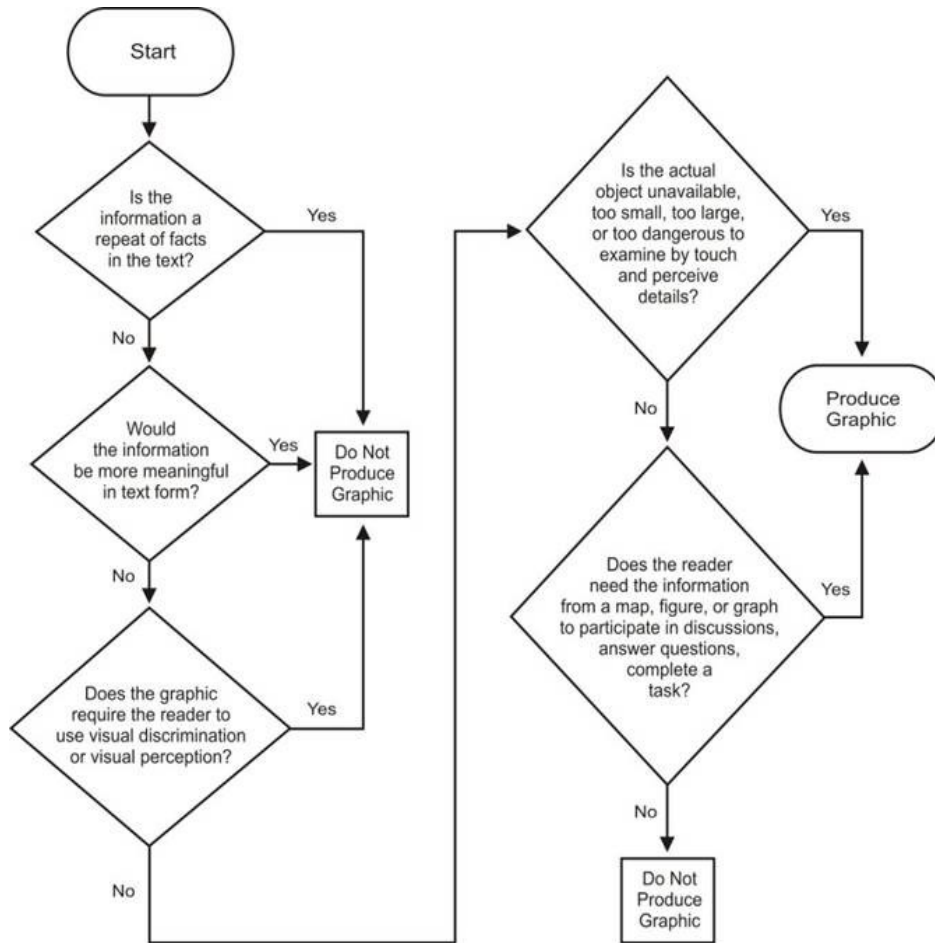 Start
Is the
information a
repeat of facts
in the text?
Yes
No
Would
the information
be more meaningful
in text form?
Yes
Do Not
Produce
Graphic
No
Does the graphic
require the reader to
use visual discrimination
or visual perception?
Yes
No
Is the actual
object unavailable,
too small, too large,
or too dangerous to
examine by touch
and perceive
details?
Yes
Produce
Graphic
No
Does the reader
need the information
from a map, figure, or graph
to participate in discussions,
answer questions,
complete a
task?
Yes
No
Do Not
Produce
Graphic